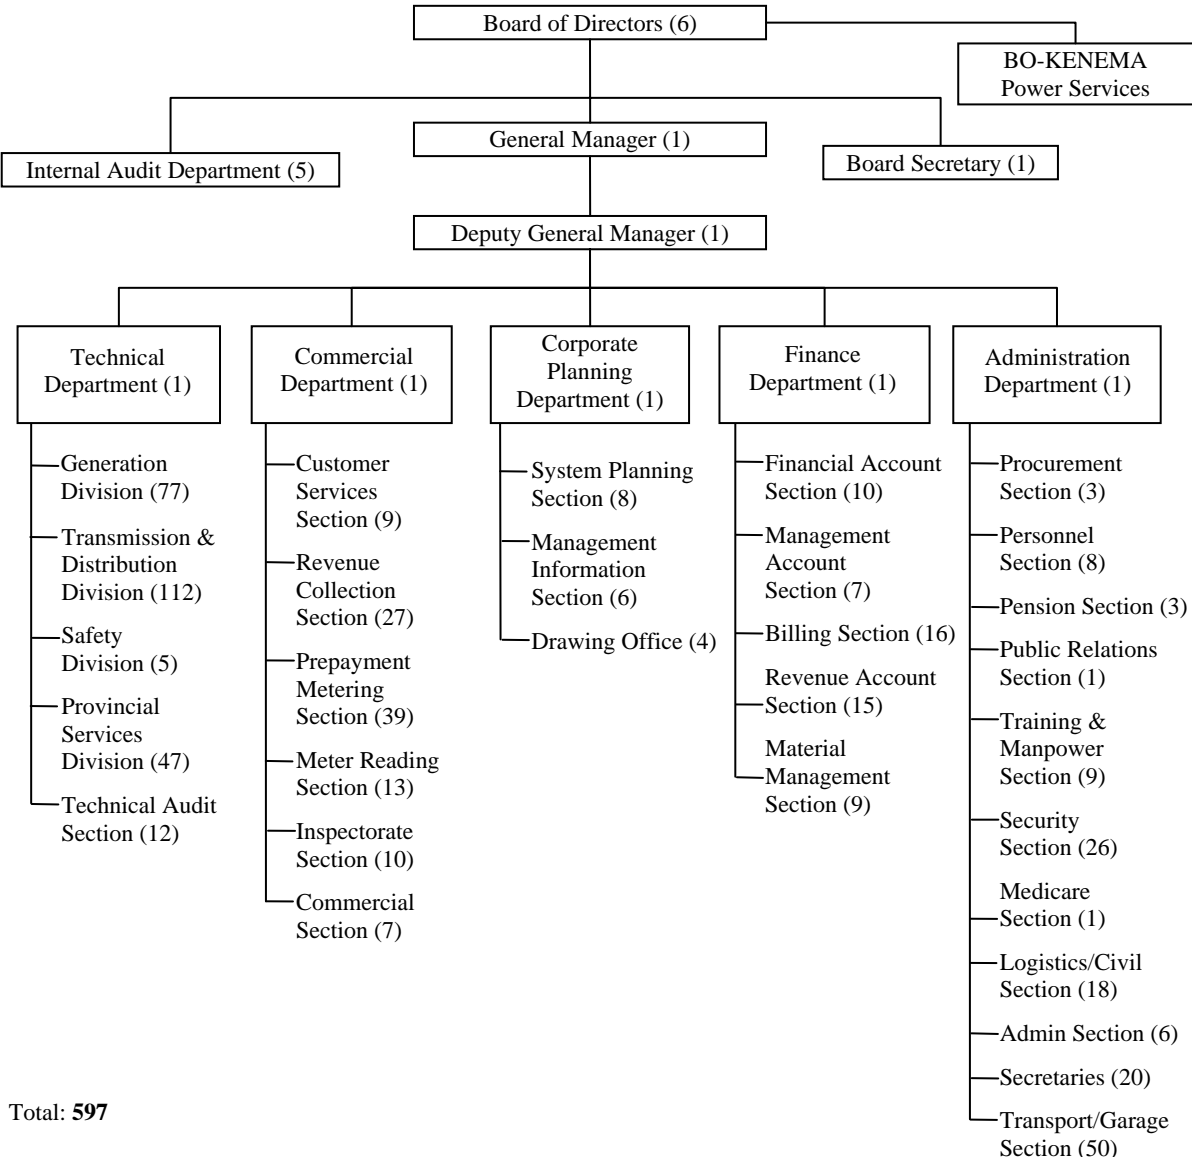 Board of Directors (6)
BO-KENEMA
Power Services
General Manager (1)
Internal Audit Department (5)
Board Secretary (1)
Deputy General Manager (1)
Technical
Department (1)
Commercial
Department (1)
Corporate
Planning
Department (1)
Finance
Department (1)
Administration
Department (1)
Generation
Division (77)
Transmission &
Distribution
Division (112)
Safety
Division (5)
Provincial
Services
Division (47)
Technical Audit
Section (12)
Customer
Services
Section (9)
Revenue
Collection
Section (27)
Prepayment
Metering
Section (39)
Meter Reading
Section (13)
Inspectorate
Section (10)
Commercial
Section (7)
System Planning
Section (8)
Management
Information
Section (6)
Drawing Office (4)
Financial Account
Section (10)
Management
Account
Section (7)
Billing Section (16)
Revenue Account
Section (15)
Material
Management
Section (9)
Procurement
Section (3)
Personnel
Section (8)
Pension Section (3)
Public Relations
Section (1)
Training &
Manpower
Section (9)
Security
Section (26)
Medicare
Section (1)
Logistics/Civil
Section (18)
Admin Section (6)
Secretaries (20)
Transport/Garage
Section (50)
Total: 597